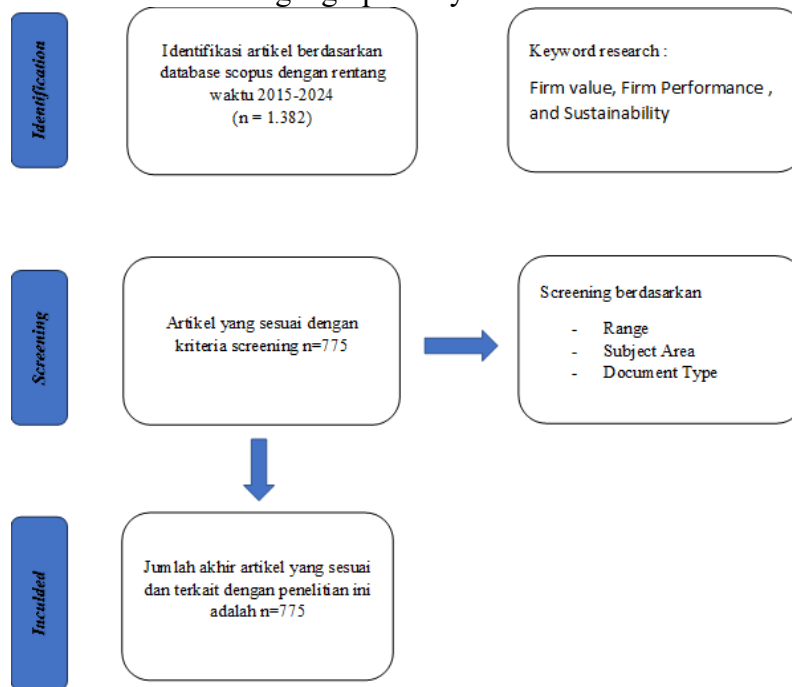 Identification
Identifikasi artikel berdasarkan
database scopus dengan rentang
waktu 2015-2024
(n = 1.382)
Keyword research :
Firm value, Firm Performance ,
and Sustainability
Screening
Artikel yang sesuai dengan
kriteria screening n=775
Screening berdasarkan
- Range
- Subject Area
- Document Type
Inculded
Jumlah akhir artikel yang sesuai
dan terkait dengan penelitian ini
adalah n=775